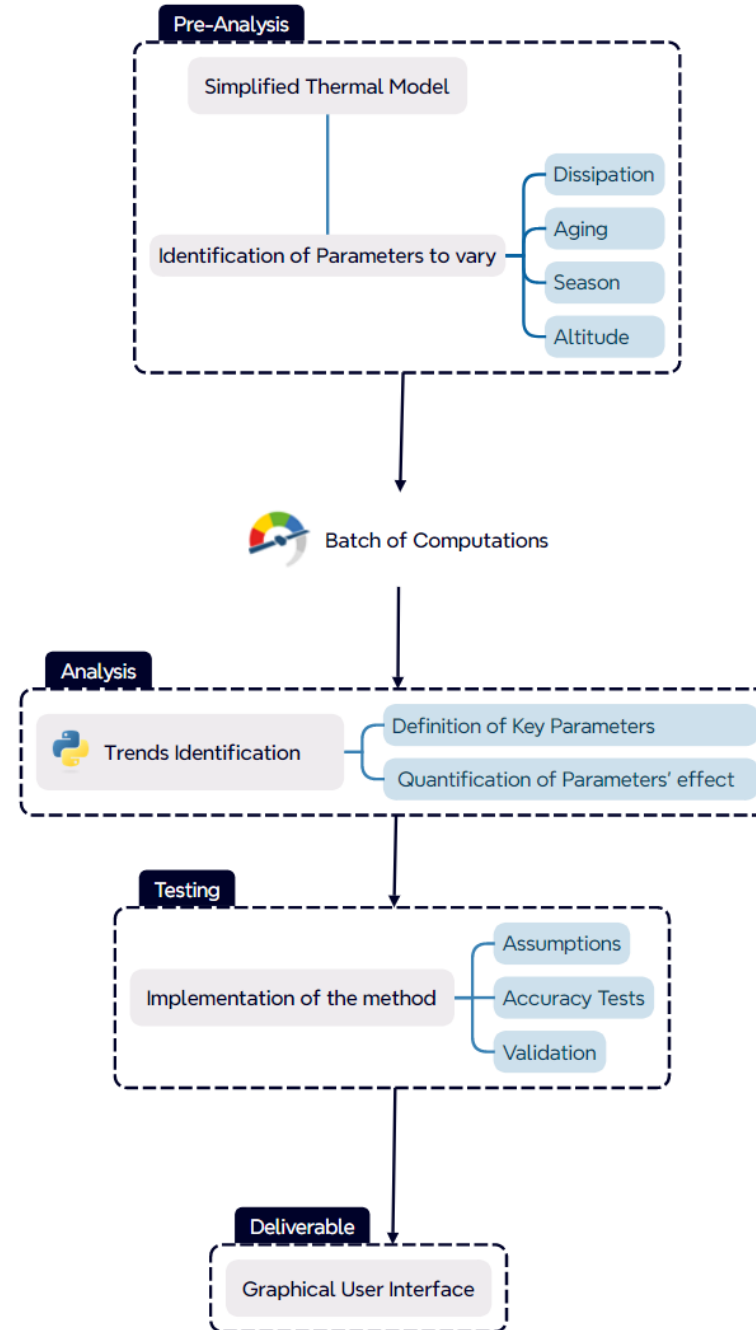 Pre-Analysis
Simplified Thermal Model
Identification of Parameters to vary
Dissipation
Aging
Season
Altitude
Batch of Computations
Analysis
Trends Identification
Definition of Key Parameters
Quantification of Parameters' effect
Testing
Implementation of the method
Assumptions
Accuracy Tests
Validation
Deliverable
Graphical User Interface